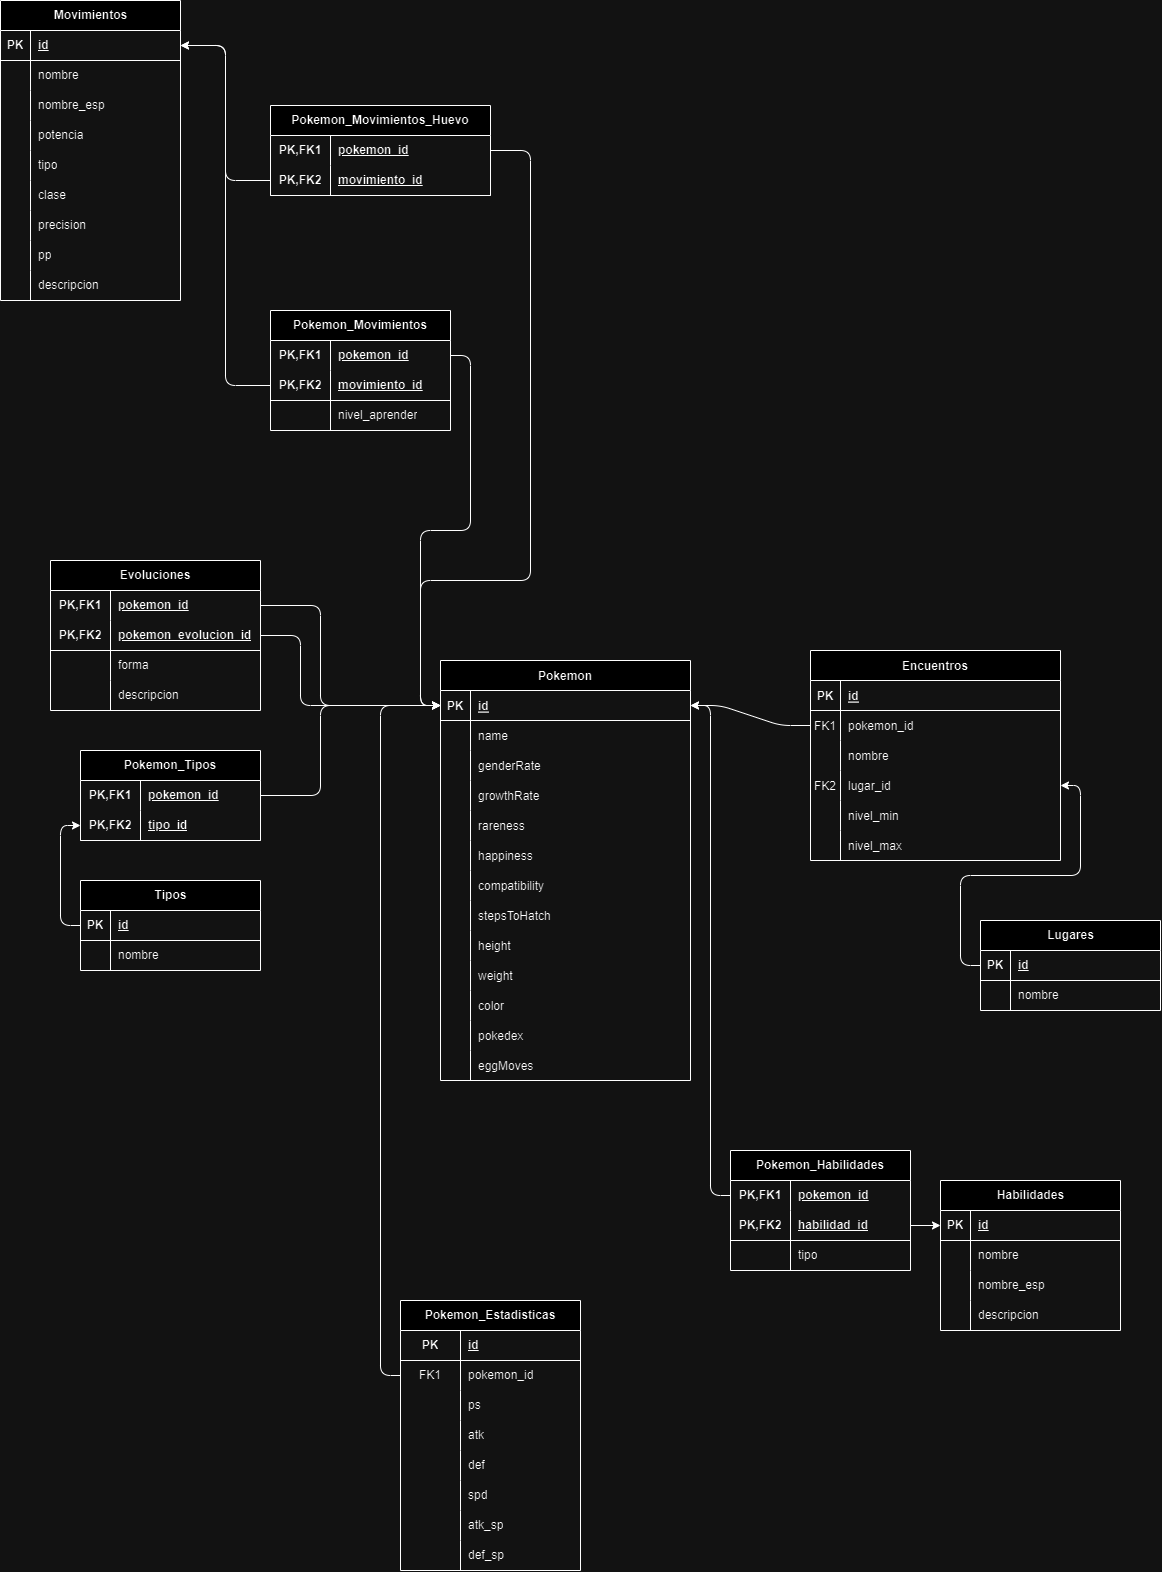 Movimientos
PK id
nombre
nombre_esp
potencia
tipo
clase
precision
pp
descripcion
Pokemon_Movimientos_Huevo
PK,FK1 pokemon_id
PK,FK2 movimiento_id
Pokemon_Movimientos
PK,FK1 pokemon_id
PK,FK2 movimiento_id
nivel_aprender
Evoluciones
PK,FK1 pokemon_id
PK,FK2 pokemon_evolucion_id
forma
descripcion
Pokemon_Tipos
PK,FK1 pokemon_id
PK,FK2 tipo_id
Tipos
PK id
nombre
Pokemon
PK id
name
genderRate
growthRate
rareness
happiness
compatibility
stepsToHatch
height
weight
color
pokedex
eggMoves
Encuentros
PK id
FK1 pokemon_id
nombre
FK2 lugar_id
nivel_min
nivel_max
Lugares
PK id
nombre
Pokemon_Habilidades
PK,FK1 pokemon_id
PK,FK2 habilidad_id
tipo
Habilidades
PK id
nombre
nombre_esp
descripcion
Pokemon_Estadisticas
PK id
FK1 pokemon_id
ps
atk
def
spd
atk_sp
def_sp